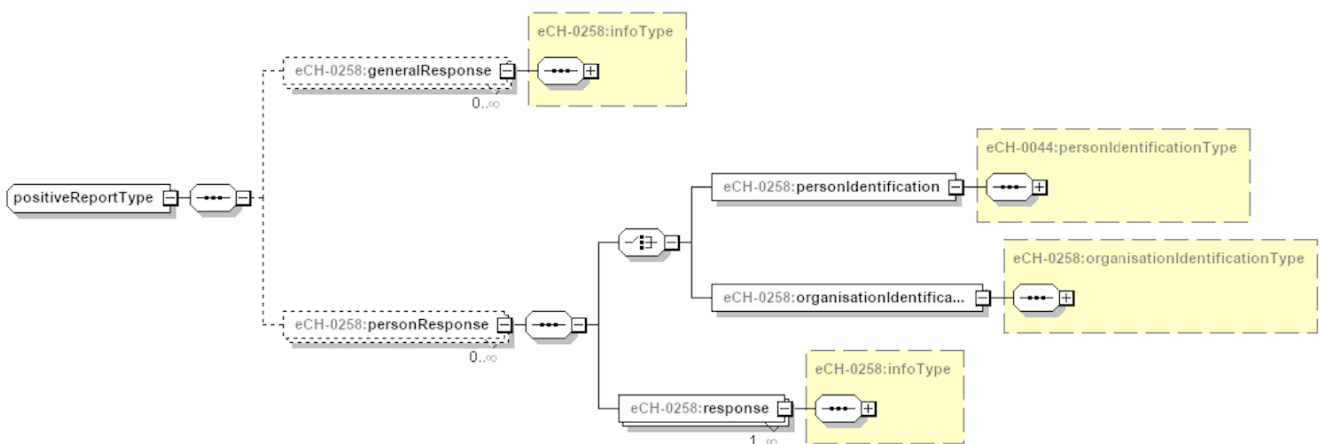 eCH-0258:infoType
eCH-0258:generalResponse
0..∞
eCH-0044:personIdentificationType
positiveReportType
eCH-0258:personIdentification
eCH-0258:organisationIdentificationType
eCH-0258:organisationIdentifica...
eCH-0258:personResponse
0..∞
eCH-0258:infoType
eCH-0258:response
1..∞